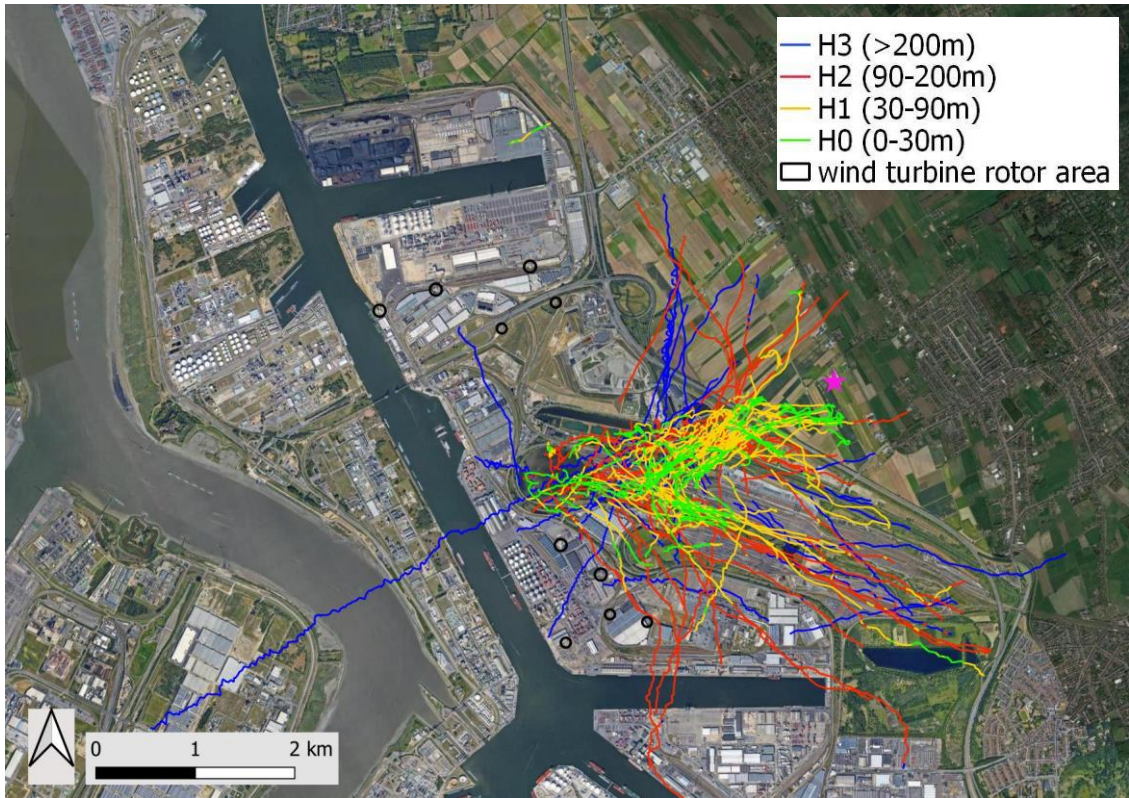 H3 (>200m)
H2 (90-200m)
H1 (30-90m)
H0 (0-30m)
wind turbine rotor area
0 1 2 km